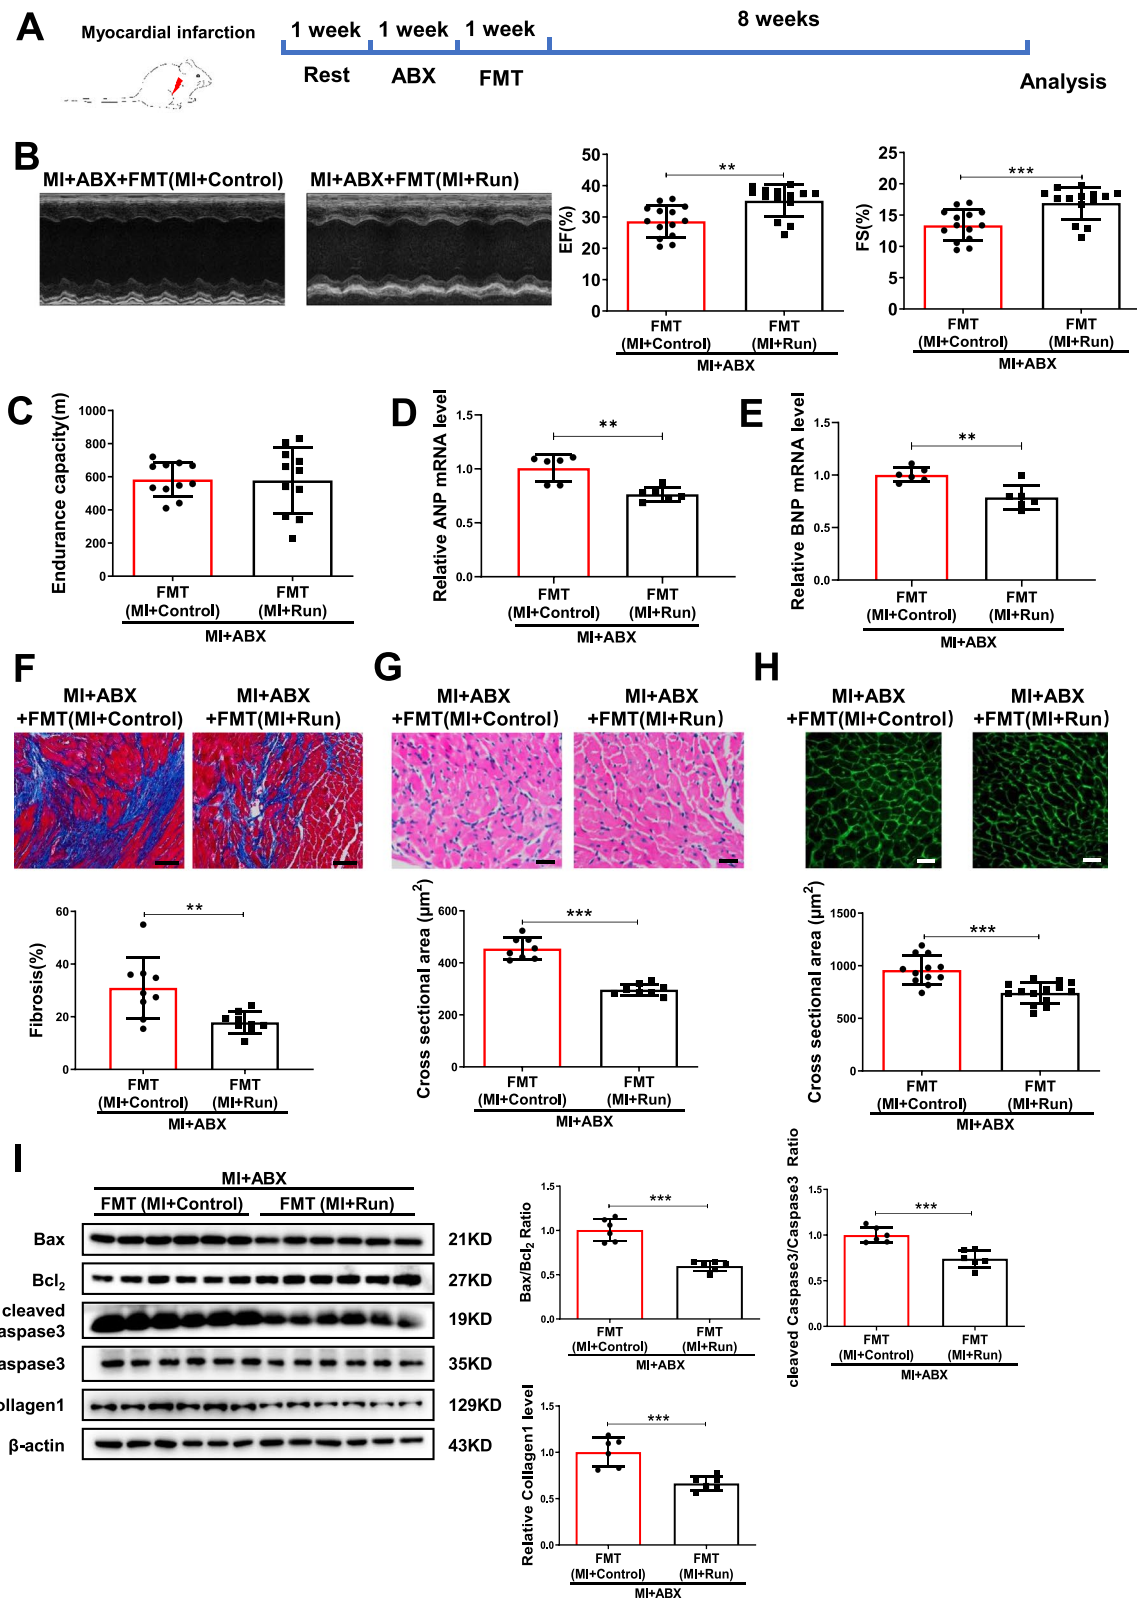 A
Myocardial infarction
1 week
1 week
1 week
8 weeks
Rest
ABX
FMT
Analysis
B
MI+ABX+FMT(MI+Control)
MI+ABX+FMT(MI+Run)
EF(%)
50
40
30
20
10
0
**
FMT
(MI+Control)
FMT
(MI+Run)
MI+ABX
FS(%)
25
20
15
10
5
0
***
FMT
(MI+Control)
FMT
(MI+Run)
MI+ABX
C
Endurance capacity(m)
1000
800
600
400
200
0
FMT
(MI+Control)
FMT
(MI+Run)
MI+ABX
D
Relative ANP mRNA level
1.5
1.0
0.5
0.0
**
FMT
(MI+Control)
FMT
(MI+Run)
MI+ABX
E
Relative BNP mRNA level
1.5
1.0
0.5
0.0
**
FMT
(MI+Control)
FMT
(MI+Run)
MI+ABX
F
MI+ABX
+FMT(MI+Control)
MI+ABX
+FMT(MI+Run)
Fibrosis(%)
60
40
20
0
**
FMT
(MI+Control)
FMT
(MI+Run)
MI+ABX
G
MI+ABX
+FMT(MI+Control)
MI+ABX
+FMT(MI+Run)
Cross sectional area (μm²)
600
400
200
0
***
FMT
(MI+Control)
FMT
(MI+Run)
MI+ABX
H
MI+ABX
+FMT(MI+Control)
MI+ABX
+FMT(MI+Run)
Cross sectional area (μm²)
1500
1000
500
0
***
FMT
(MI+Control)
FMT
(MI+Run)
MI+ABX
I
MI+ABX
FMT (MI+Control)
FMT (MI+Run)
Bax
21KD
Bcl₂
27KD
cleaved
aspase3
19KD
aspase3
35KD
ollagen1
129KD
β-actin
43KD
Bax/Bcl₂ Ratio
1.5
1.0
0.5
0.0
***
FMT
(MI+Control)
FMT
(MI+Run)
MI+ABX
cleaved Caspase3/Caspase3 Ratio
1.5
1.0
0.5
0.0
***
FMT
(MI+Control)
FMT
(MI+Run)
MI+ABX
Relative Collagen1 level
1.5
1.0
0.5
0.0
***
FMT
(MI+Control)
FMT
(MI+Run)
MI+ABX